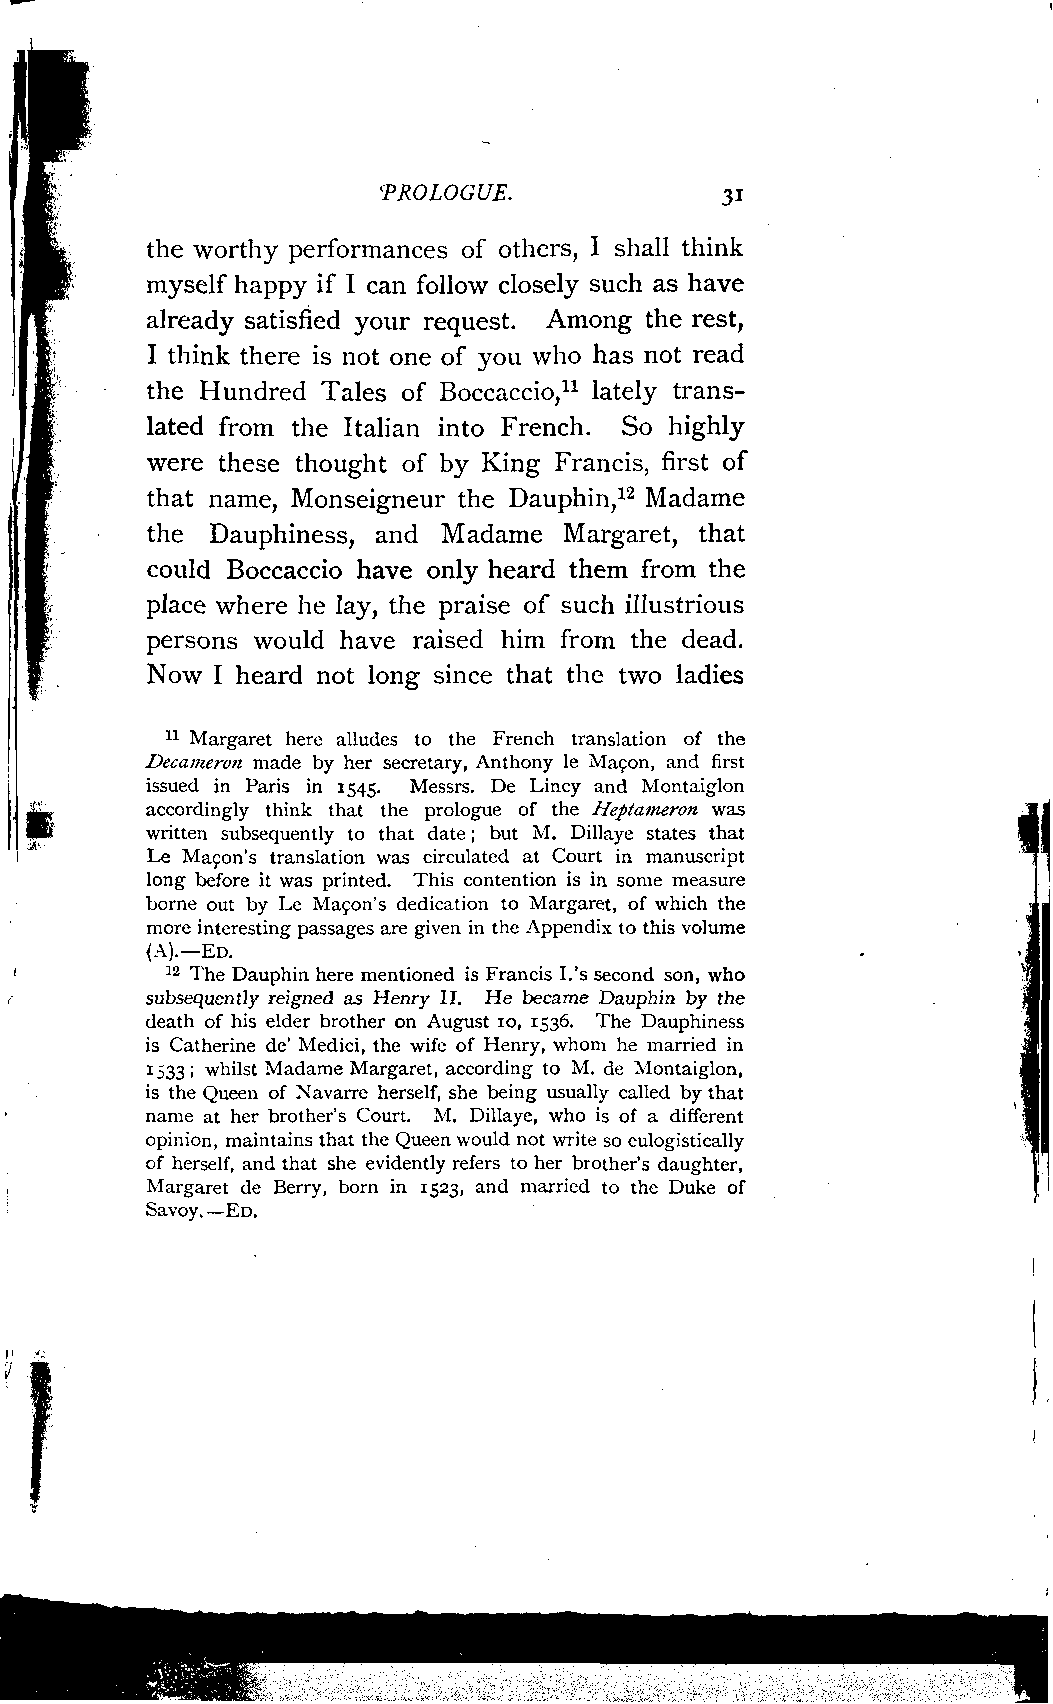 PROLOGUE. 31
the worthy performances of others, I shall think
myself happy if I can follow closely such as have
already satisfied your request. Among the rest,
I think there is not one of you who has not read
the Hundred Tales of Boccaccio,¹¹ lately trans-
lated from the Italian into French. So highly
were these thought of by King Francis, first of
that name, Monseigneur the Dauphin,¹² Madame
the Dauphiness, and Madame Margaret, that
could Boccaccio have only heard them from the
place where he lay, the praise of such illustrious
persons would have raised him from the dead.
Now I heard not long since that the two ladies
¹¹ Margaret here alludes to the French translation of the
Decameron made by her secretary, Anthony le Maçon, and first
issued in Paris in 1545. Messrs. De Lincy and Montaiglon
accordingly think that the prologue of the Heptameron was
written subsequently to that date; but M. Dillaye states that
Le Maçon's translation was circulated at Court in manuscript
long before it was printed. This contention is in some measure
borne out by Le Maçon's dedication to Margaret, of which the
more interesting passages are given in the Appendix to this volume
(A).—ED.
¹² The Dauphin here mentioned is Francis I.'s second son, who
subsequently reigned as Henry II. He became Dauphin by the
death of his elder brother on August 10, 1536. The Dauphiness
is Catherine de' Medici, the wife of Henry, whom he married in
1533; whilst Madame Margaret, according to M. de Montaiglon,
is the Queen of Navarre herself, she being usually called by that
name at her brother's Court. M. Dillaye, who is of a different
opinion, maintains that the Queen would not write so eulogistically
of herself, and that she evidently refers to her brother's daughter,
Margaret de Berry, born in 1523, and married to the Duke of
Savoy.—ED.